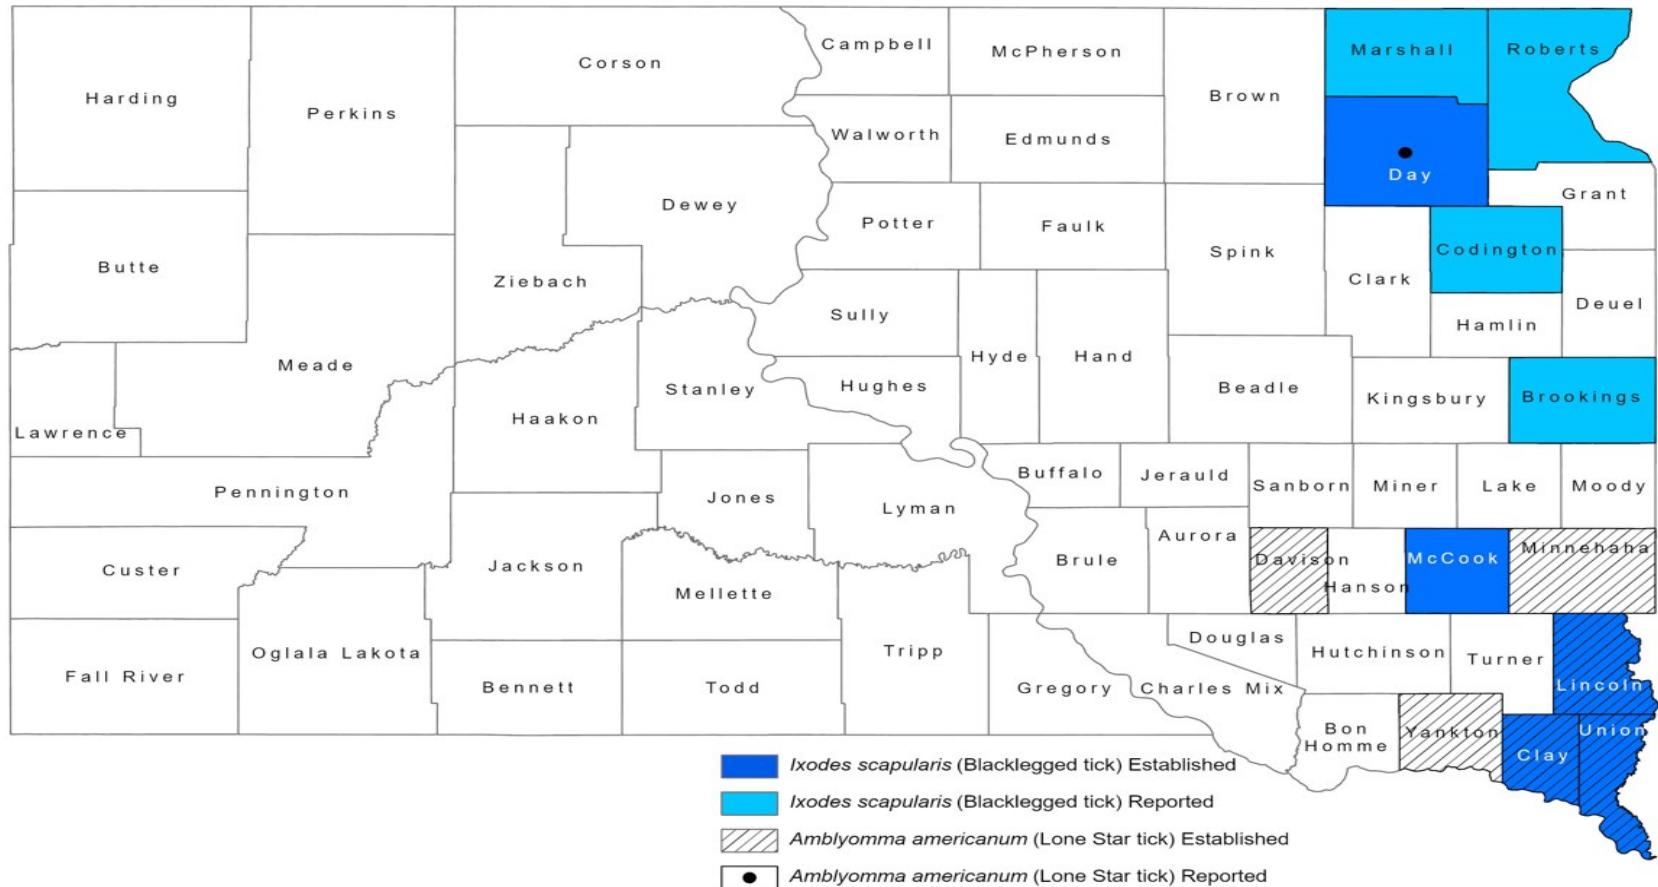 Campbell
McPherson
Marshall
Roberts
Corson
Harding
Perkins
Brown
Walworth
Edmunds
Day
Grant
Dewey
Potter
Faulk
Spink
Codington
Butte
Ziebach
Clark
Deuel
Sully
Hamlin
Meade
Hyde
Hand
Stanley
Hughes
Beadle
Kingsbury
Brookings
Lawrence
Haakon
Pennington
Jones
Lyman
Buffalo
Jerauld
Sanborn
Miner
Lake
Moody
Custer
Jackson
Brule
Aurora
Davison
Hanson
McCook
Minnehaha
Mellette
Fall River
Oglala Lakota
Bennett
Todd
Tripp
Gregory
Charles Mix
Douglas
Hutchinson
Turner
Lincoln
Bon
Homme
Yankton
Clay
Union
Ixodes scapularis (Blacklegged tick) Established
Ixodes scapularis (Blacklegged tick) Reported
Amblyomma americanum (Lone Star tick) Established
Amblyomma americanum (Lone Star tick) Reported